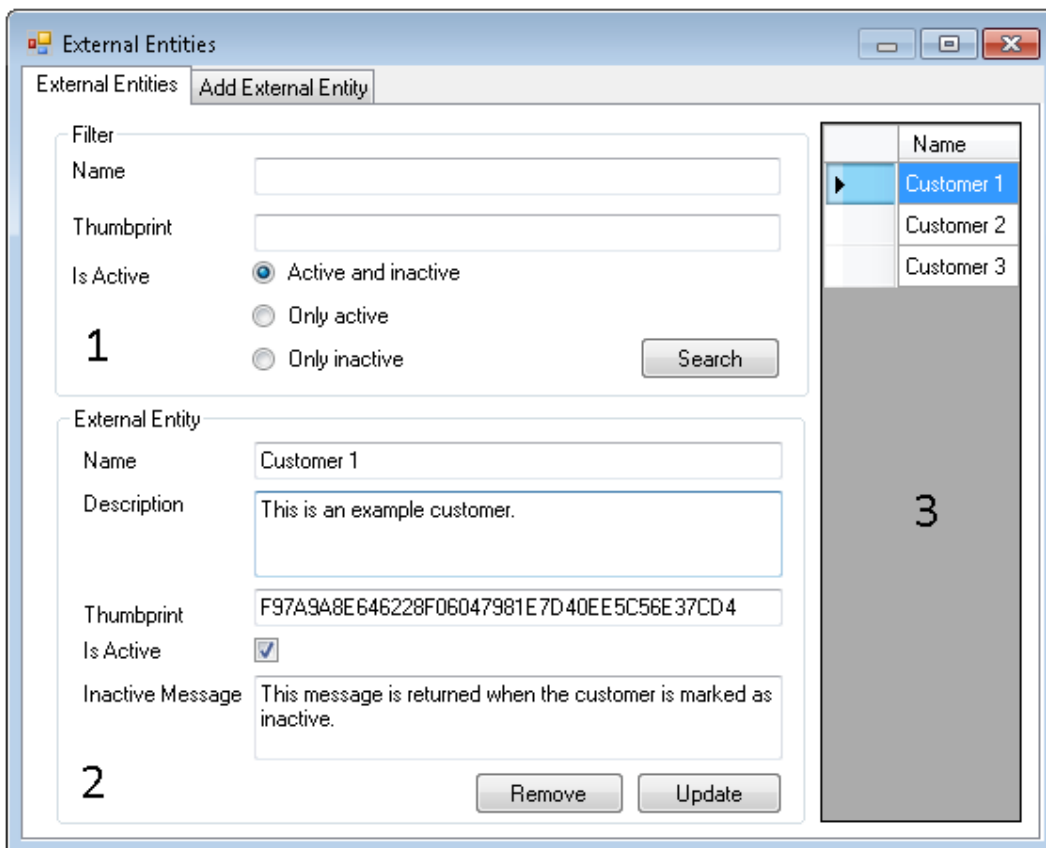 External Entities
External Entities
Add External Entity
Filter
Name
Thumbprint
Is Active
Active and inactive
Only active
Only inactive
1
Search
External Entity
Name
Customer 1
Description
This is an example customer.
Thumbprint
F97A9A8E646228F06047981E7D40EE5C56E37CD4
Is Active
Inactive Message
This message is returned when the customer is marked as
inactive.
2
Remove
Update
Name
Customer 1
Customer 2
Customer 3
3